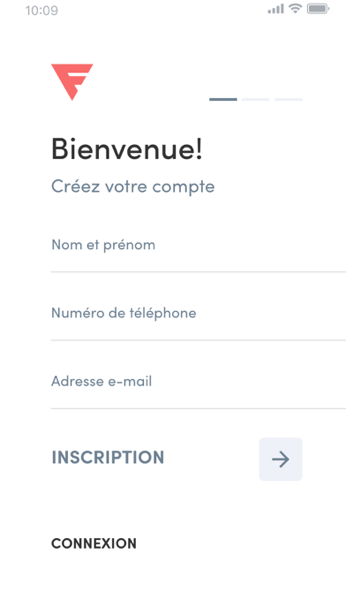 10:09
Bienvenue!
Créez votre compte
Nom et prénom
Numéro de téléphone
Adresse e-mail
INSCRIPTION
CONNEXION